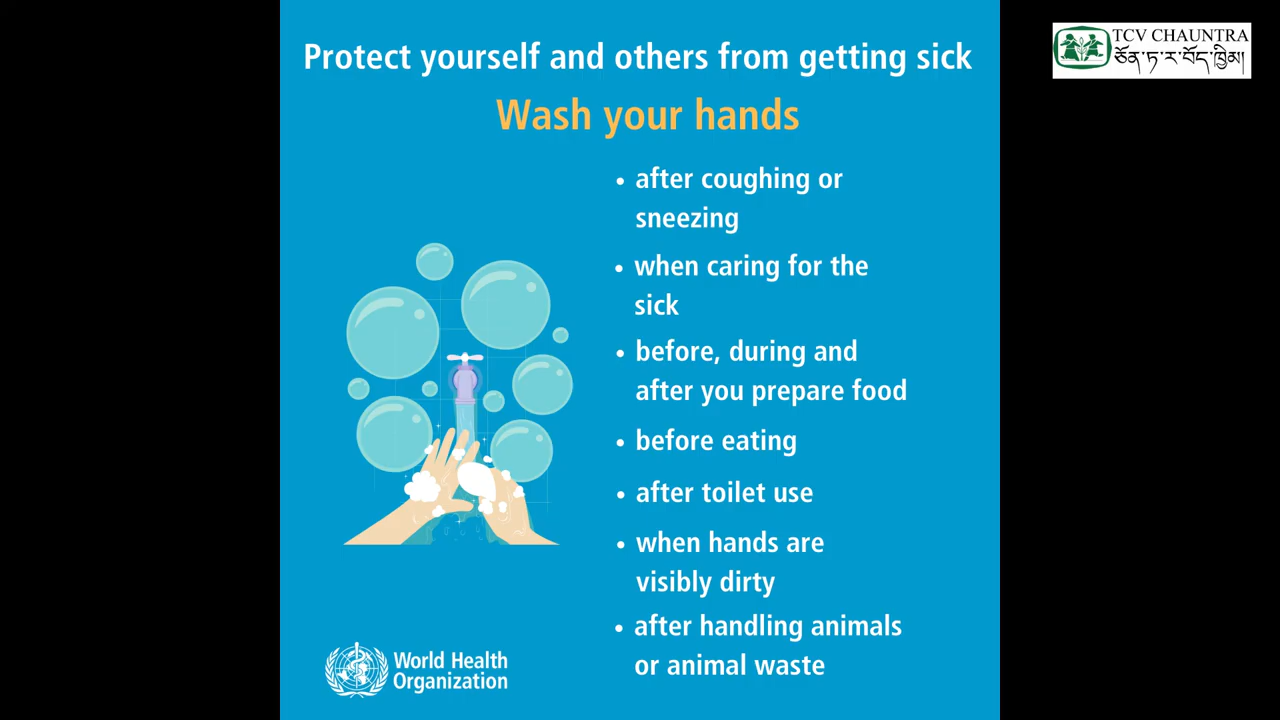 Protect yourself and others from getting sick
Wash your hands
• after coughing or
sneezing
• when caring for the
sick
• before, during and
after you prepare food
• before eating
• after toilet use
• when hands are
visibly dirty
• after handling animals
or animal waste
World Health
Organization
TCV CHAUNTRA
ཅོན་ཏ་ར་བོད་ཁྱིམ།